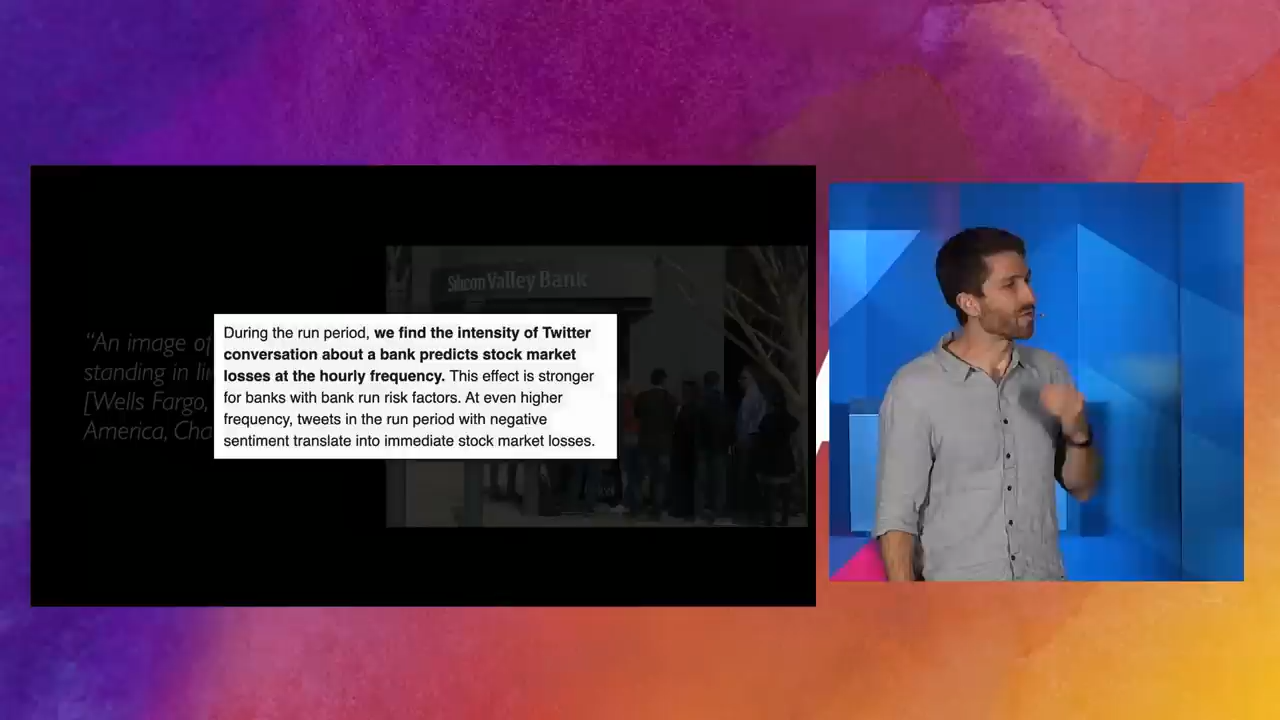 Silicon Valley Bank
"An image of
standing in
[Wells Fargo,
America,
During the run period, we find the intensity of Twitter
conversation about a bank predicts stock market
losses at the hourly frequency. This effect is stronger
for banks with bank run risk factors. At even higher
frequency, tweets in the run period with negative
sentiment translate into immediate stock market losses.